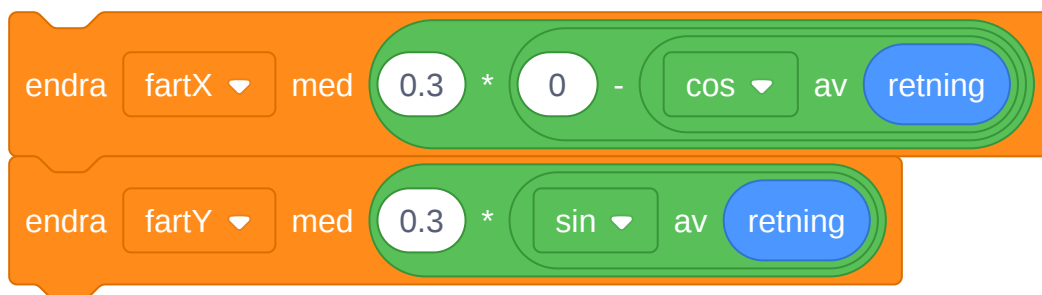 endra fartX med 0.3 * 0 - cos av retning
endra fartY med 0.3 * sin av retning